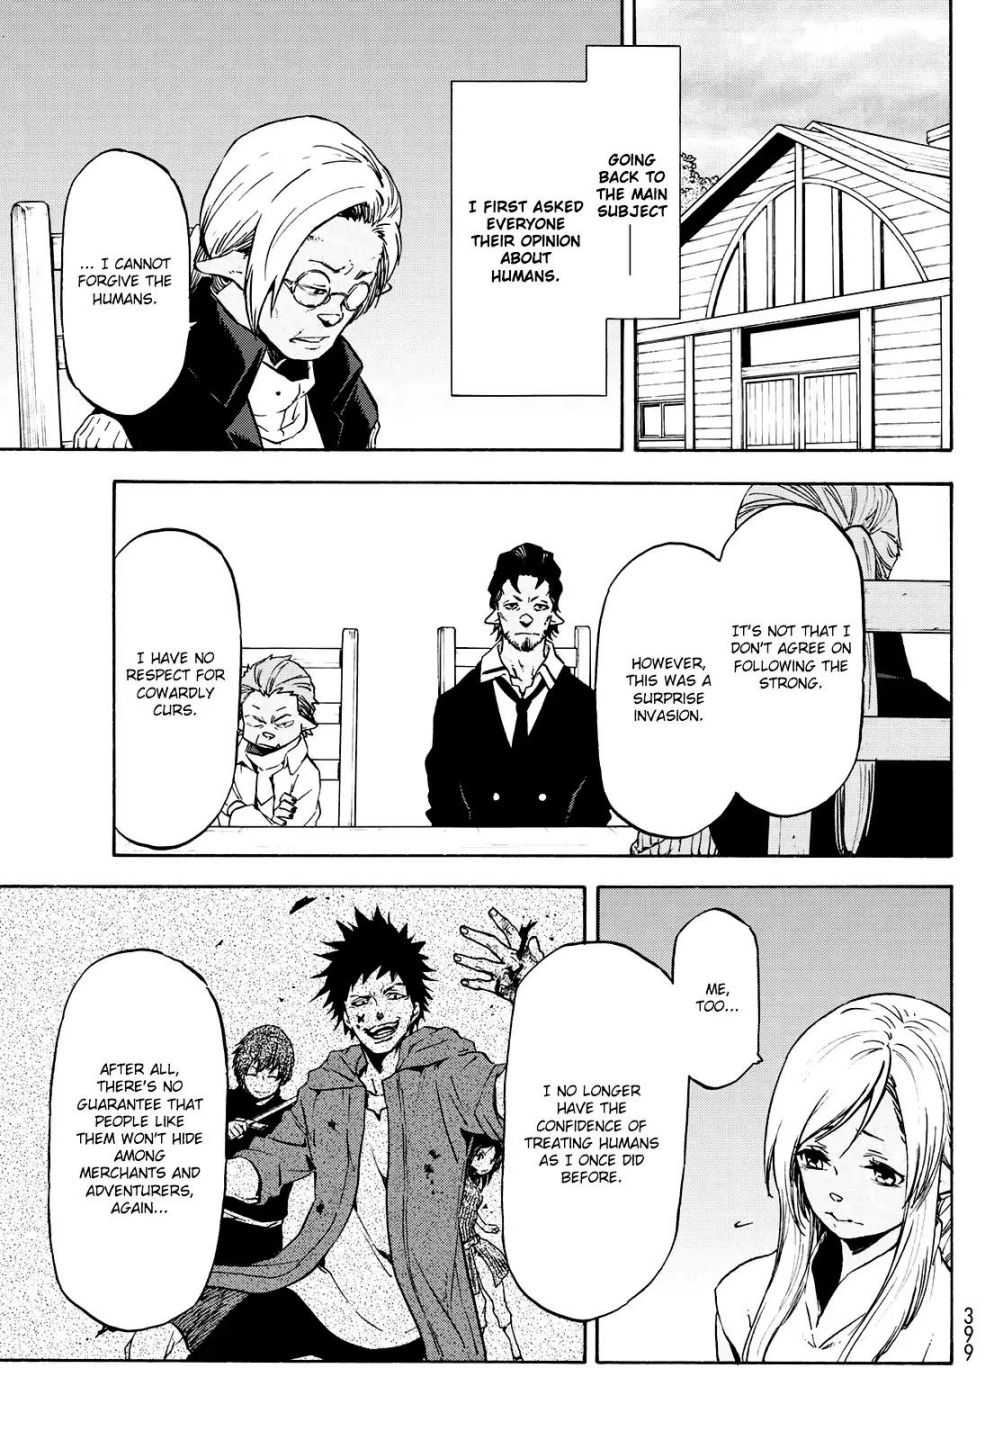 GOING
BACK TO
THE MAIN
SUBJECT
I FIRST ASKED
EVERYONE
THEIR OPINION
ABOUT
HUMANS.
... I CANNOT
FORGIVE THE
HUMANS.
IT'S NOT THAT I
DON'T AGREE ON
FOLLOWING THE
STRONG.
HOWEVER,
THIS WAS A
SURPRISE
INVASION.
I HAVE NO
RESPECT FOR
COWARDLY
CURS.
ME,
TOO...
I NO LONGER
HAVE THE
CONFIDENCE OF
TREATING HUMANS
AS I ONCE DID
BEFORE.
AFTER ALL,
THERE'S NO
GUARANTEE THAT
PEOPLE LIKE
THEM WON'T HIDE
AMONG
MERCHANTS AND
ADVENTURERS,
AGAIN...
399